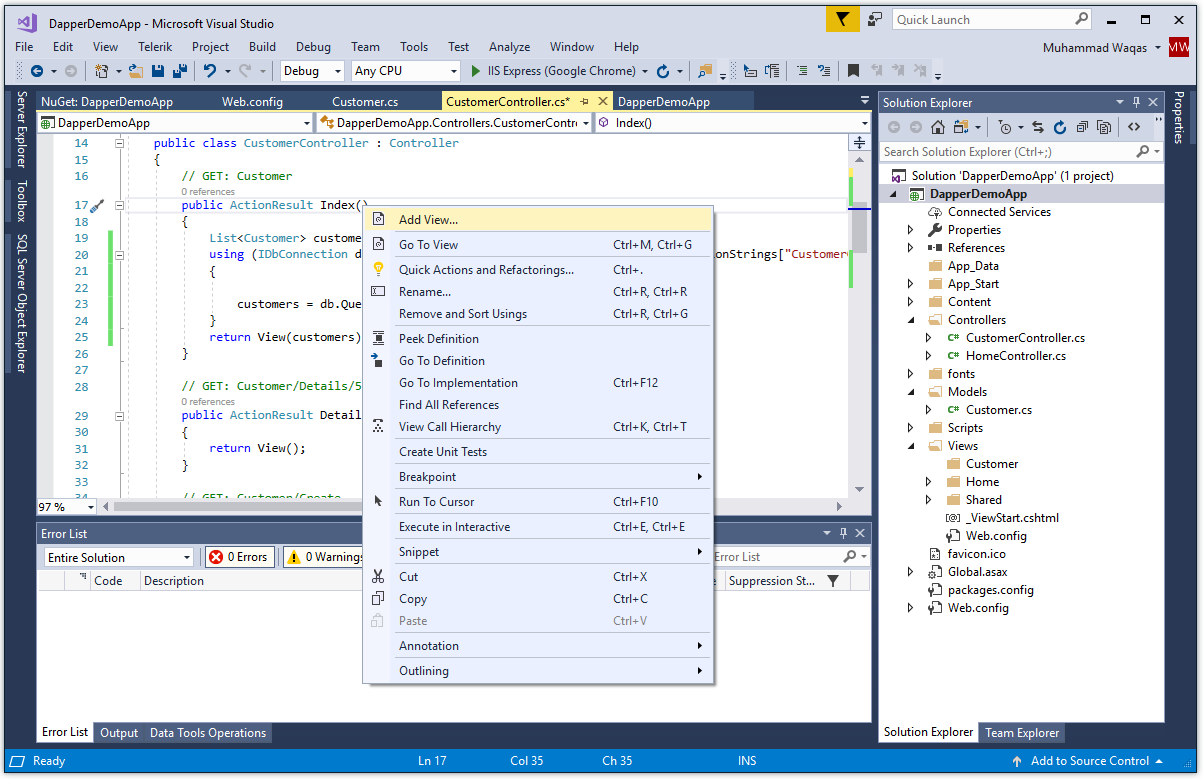 DapperDemoApp - Microsoft Visual Studio
Quick Launch
File Edit View Telerik Project Build Debug Team Tools Test Analyze Window Help
Muhammad Waqas MW
Debug Any CPU IIS Express (Google Chrome)
Server Explorer
Toolbox
SQL Server Object Explorer
NuGet: DapperDemoApp Web.config Customer.cs CustomerController.cs* DapperDemoApp
DapperDemoApp DapperDemoApp.Controllers.CustomerContr Index()
14 public class CustomerController : Controller
15 {
16 // GET: Customer
0 references
17 public ActionResult Index()
18 {
19 List<Customer> custome
20 using (IDbConnection d onStrings["Customer
21 {
22
23 customers = db.Que
24 }
25 return View(customers)
26 }
27
28 // GET: Customer/Details/5
0 references
29 public ActionResult Detail
30 {
31 return View();
32 }
33
34 // GET: Customer/Create
97 %
Add View...
Go To View Ctrl+M, Ctrl+G
Quick Actions and Refactorings... Ctrl+.
Rename... Ctrl+R, Ctrl+R
Remove and Sort Usings Ctrl+R, Ctrl+G
Peek Definition
Go To Definition
Go To Implementation Ctrl+F12
Find All References
View Call Hierarchy Ctrl+K, Ctrl+T
Create Unit Tests
Breakpoint
Run To Cursor Ctrl+F10
Execute in Interactive Ctrl+E, Ctrl+E
Snippet
Cut Ctrl+X
Copy Ctrl+C
Paste Ctrl+V
Annotation
Outlining
Error List
Entire Solution 0 Errors 0 Warnings Error List
Code Description Suppression St...
Error List Output Data Tools Operations
Solution Explorer
Search Solution Explorer (Ctrl+;)
Solution 'DapperDemoApp' (1 project)
DapperDemoApp
Connected Services
Properties
References
App_Data
App_Start
Content
Controllers
C# CustomerController.cs
C# HomeController.cs
fonts
Models
C# Customer.cs
Scripts
Views
Customer
Home
Shared
[@] _ViewStart.cshtml
Web.config
favicon.ico
Global.asax
packages.config
Web.config
Solution Explorer Team Explorer
Properties
Ready Ln 17 Col 35 Ch 35 INS Add to Source Control